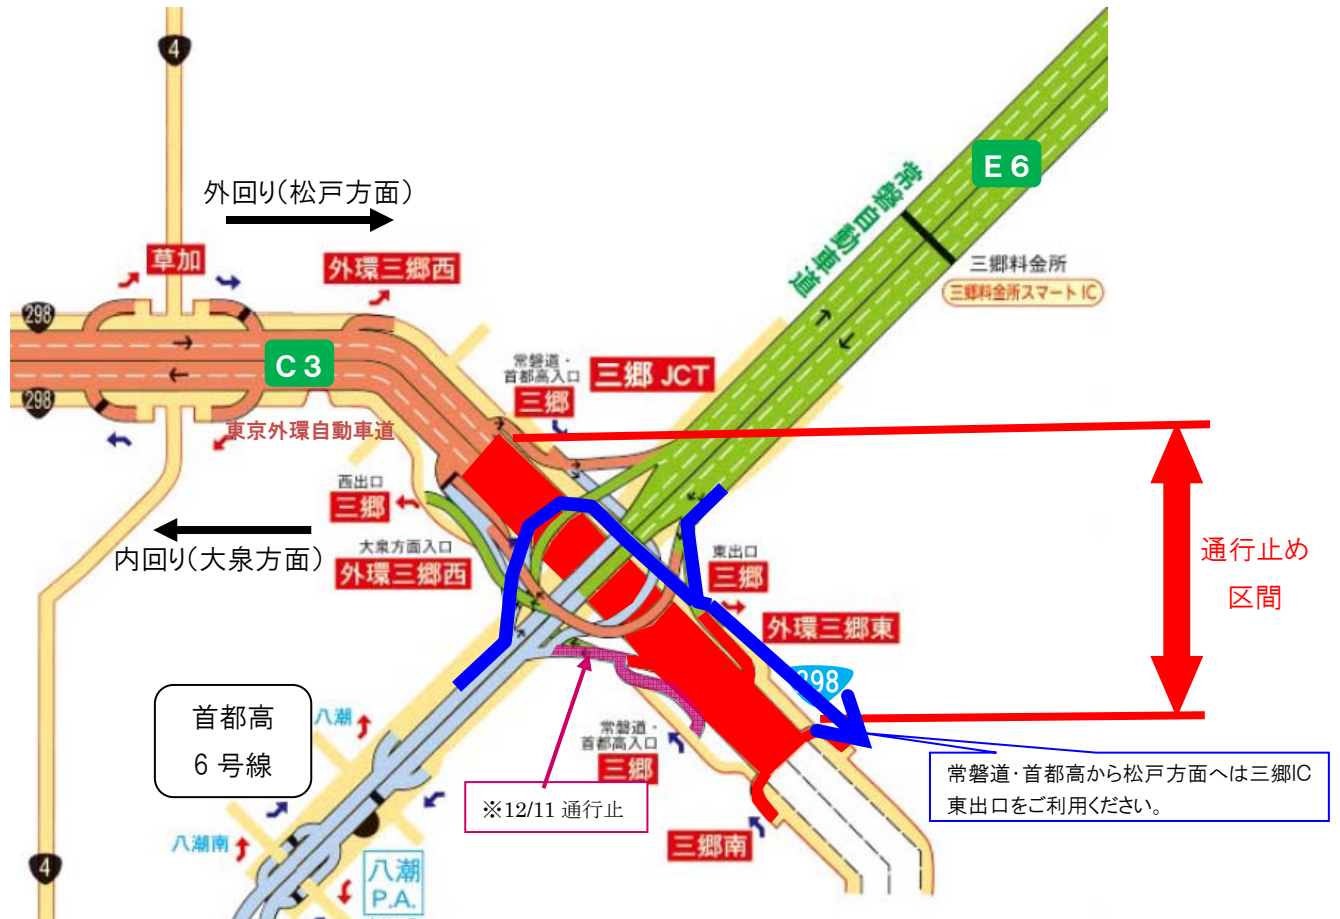 4
外回り(松戸方面)
E 6
常磐自動車道
三郷料金所
三郷料金所スマート IC
草加
外環三郷西
298
C 3
298
東京外環自動車道
常磐道・
首都高入口
三郷
三郷 JCT
西出口
三郷
内回り(大泉方面)
大泉方面入口
外環三郷西
東出口
三郷
外環三郷東
通行止め
区間
298
首都高
6 号線
八潮
常磐道・
首都高入口
三郷
常磐道・首都高から松戸方面へは三郷IC
東出口をご利用ください。
※12/11 通行止
八潮南
三郷南
4
八潮
P.A.